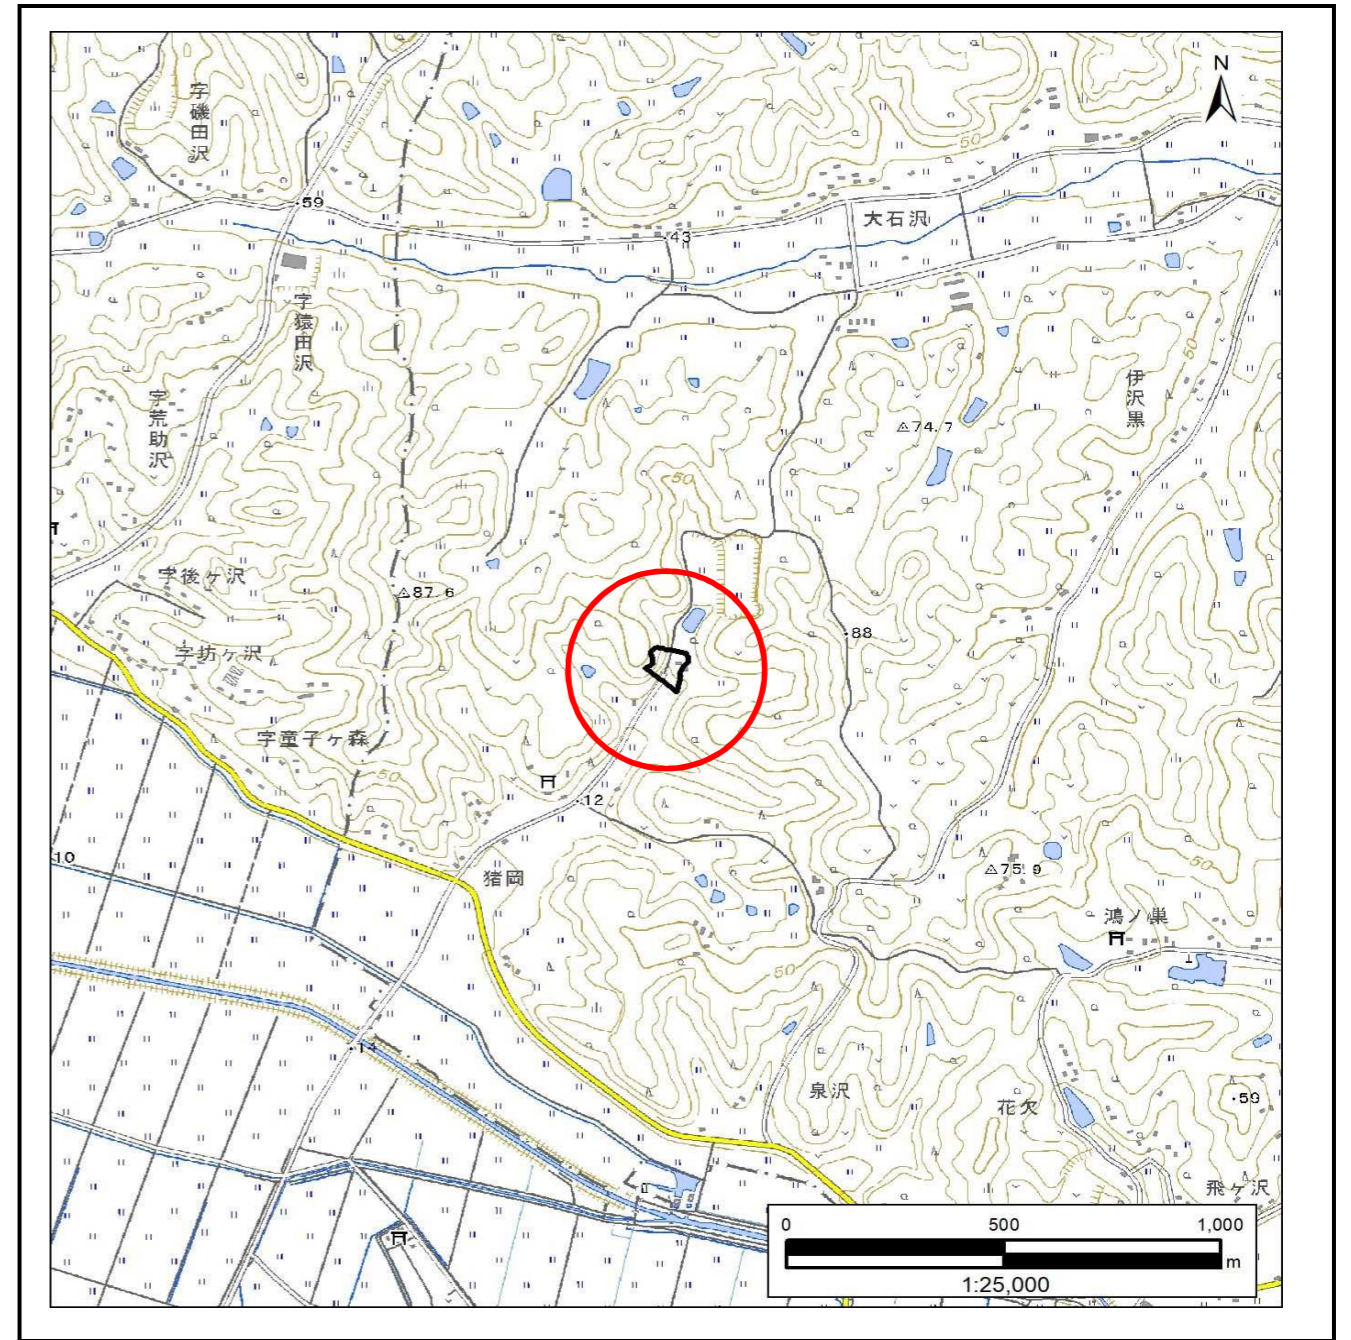 N
字磯田沢
50
59
大石沢
43
字猿田沢
50
伊沢黒
字荒助沢
74.7
50
字後ヶ沢
87.6
88
字坊ヶ沢
字童子ヶ森
50
12
10
猪岡
75.9
50
鴻ノ巣
50
14
泉沢
花欠
59
飛ヶ沢
0 500 1,000
m
1:25,000